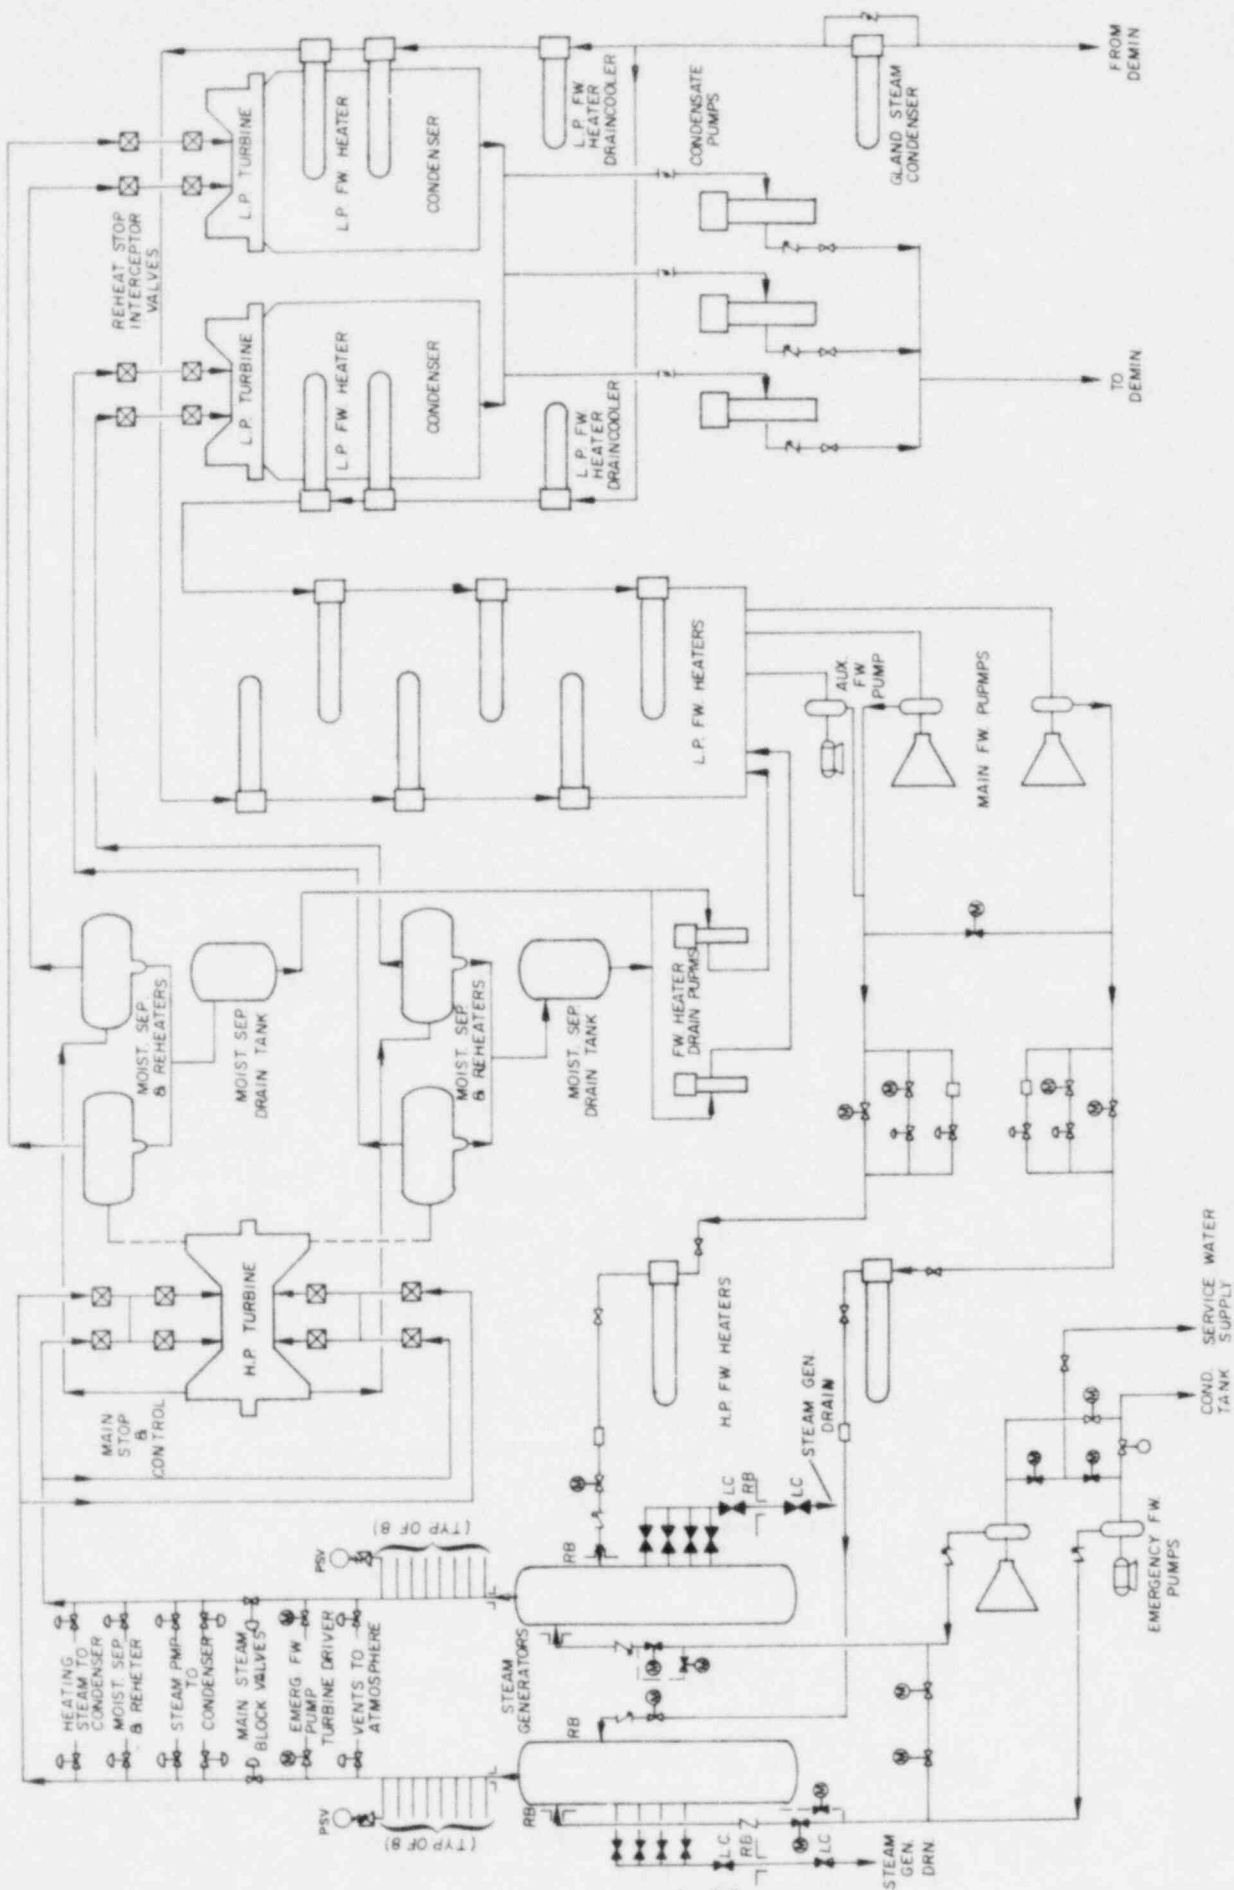 REHEAT STOP
INTERCEPTOR
VALVES
L.P. TURBINE
L.P. FW. HEATER
CONDENSER
L.P. TURBINE
L.P. FW. HEATER
CONDENSER
L.P. FW
HEATER
DRAINCOOLER
L.P. FW
HEATER
DRAINCOOLER
CONDENSATE
PUMPS
GLAND STEAM
CONDENSER
FROM
DEMIN
TO
DEMIN
L.P. FW. HEATERS
AUX.
FW
PUMP
MAIN FW. PUPMPS
MOIST. SEP.
& REHEATERS
MOIST SEP.
DRAIN TANK
MOIST. SEP.
& REHEATERS
MOIST. SEP.
DRAIN TANK
FW HEATER
DRAIN PUPMS
M
M
M
M
M
H.P. TURBINE
MAIN
STOP
&
CONTROL
H.P. FW. HEATERS
STEAM GEN.
DRAIN
LC
RB
LC
SERVICE WATER
SUPPLY
COND.
TANK
M
M
M
EMERGENCY FW.
PUMPS
HEATING
STEAM TO
CONDENSER
MOIST. SEP
& REHETER
STEAM PMP
TO
CONDENSER
MAIN STEAM
BLOCK VALVES
EMERG FW
PUMP
TURBINE DRIVER
VENTS TO
ATMOSPHERE
M
M
PSV
(TYP OF 8)
PSV
(TYP OF 8)
STEAM
GENERATORS
RB
RB
RB
M
M
M
M
M
M
M
M
LC
RB
LC
STEAM
GEN.
DRN.